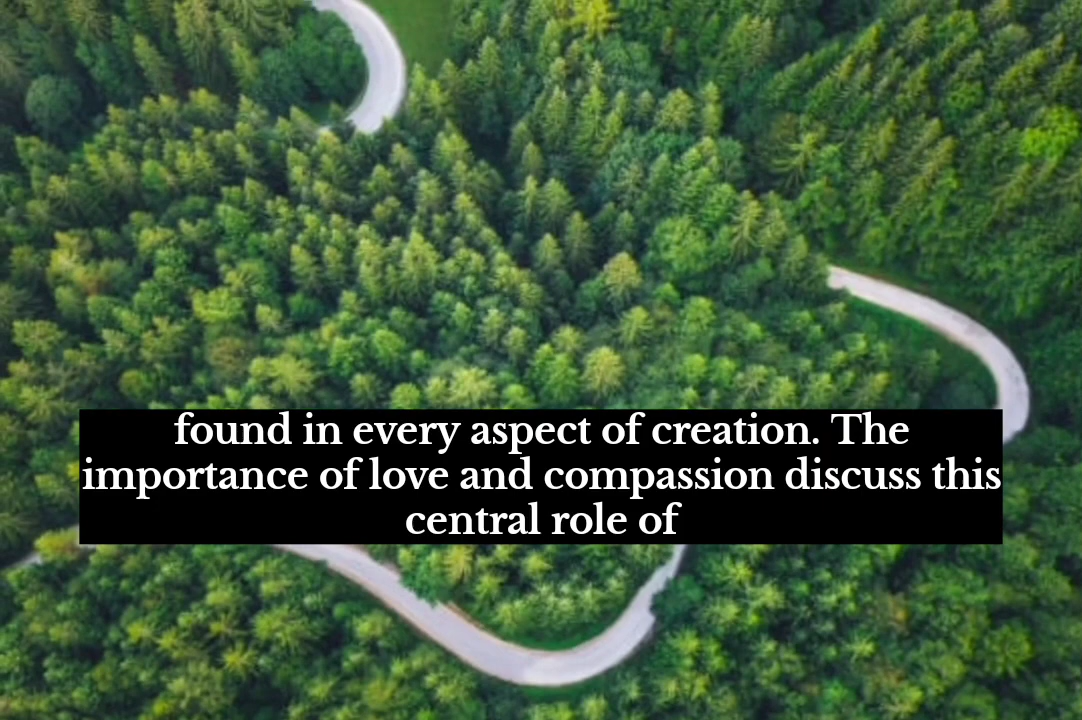 found in every aspect of creation. The
importance of love and compassion discuss this
central role of